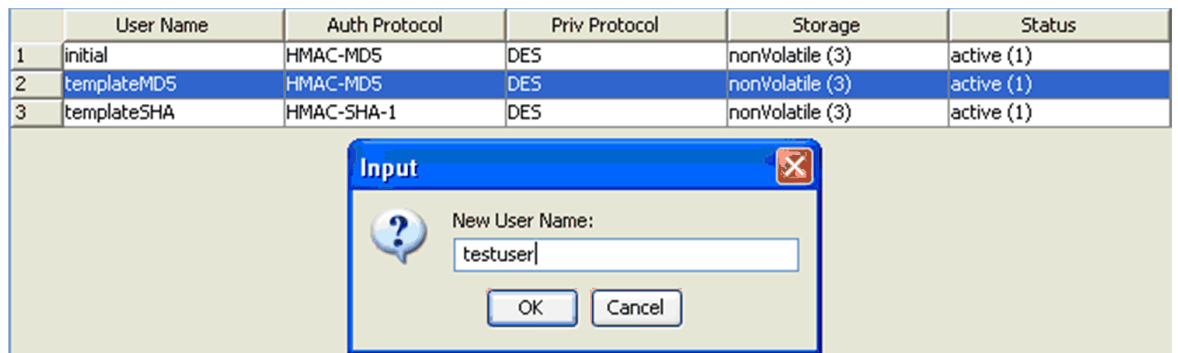 User Name Auth Protocol Priv Protocol Storage Status
1 initial HMAC-MD5 DES nonVolatile (3) active (1)
2 templateMD5 HMAC-MD5 DES nonVolatile (3) active (1)
3 templateSHA HMAC-SHA-1 DES nonVolatile (3) active (1)
Input
New User Name:
testuser
OK Cancel